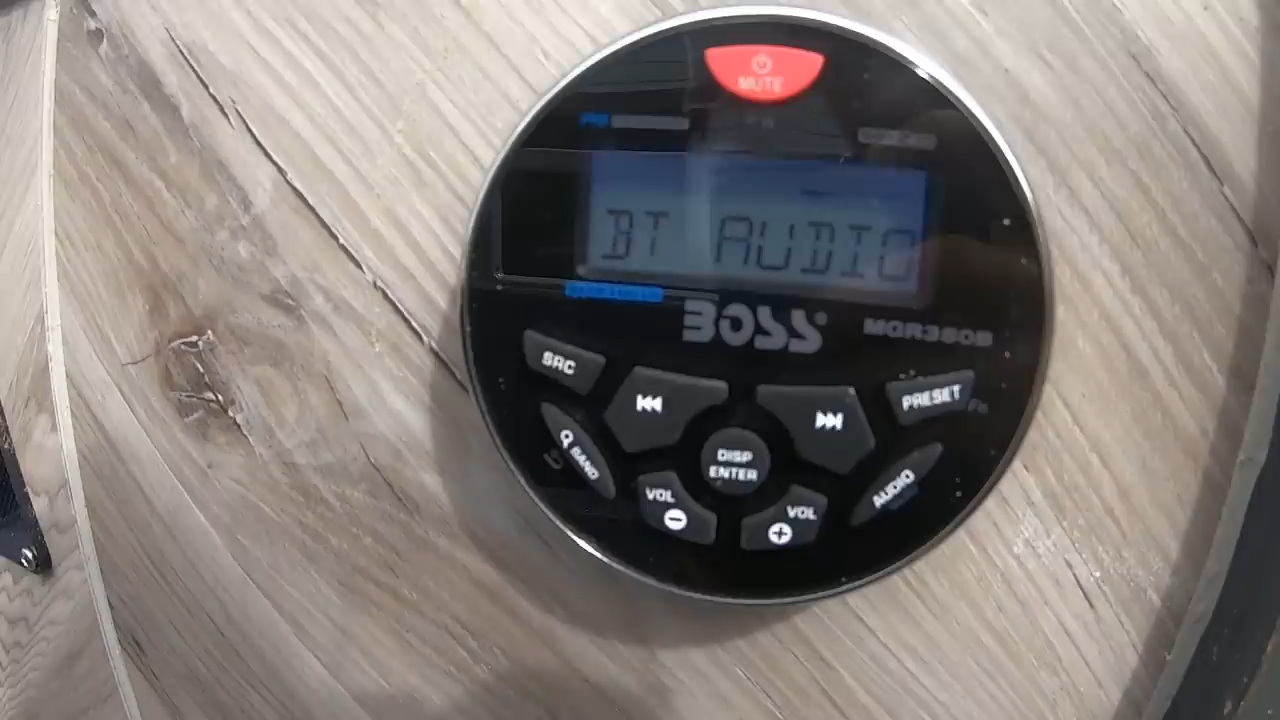 MUTE
BT AUDIO
BOSS
MGR350B
SRC
PRESET
DISP
ENTER
Q BAND
AUDIO
VOL
VOL